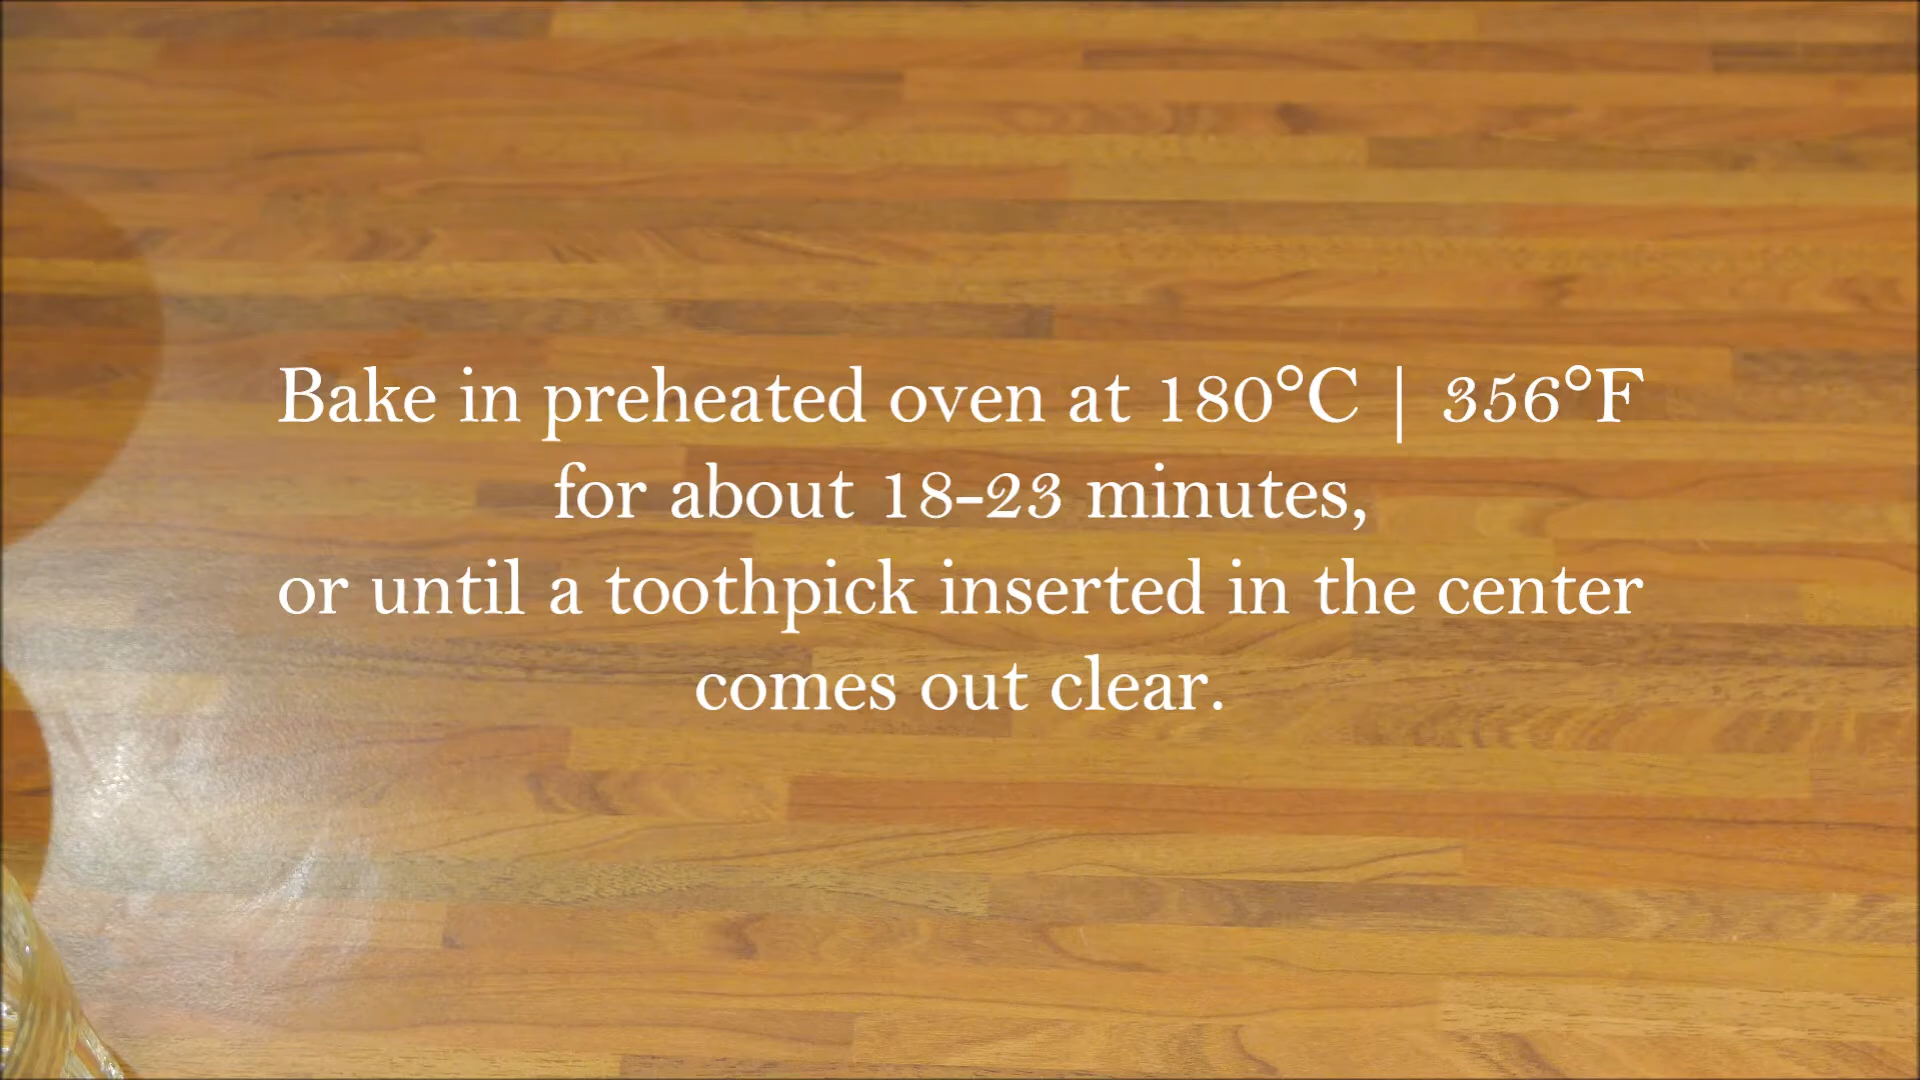 Bake in preheated oven at 180°C | 356°F
for about 18-23 minutes,
or until a toothpick inserted in the center
comes out clear.